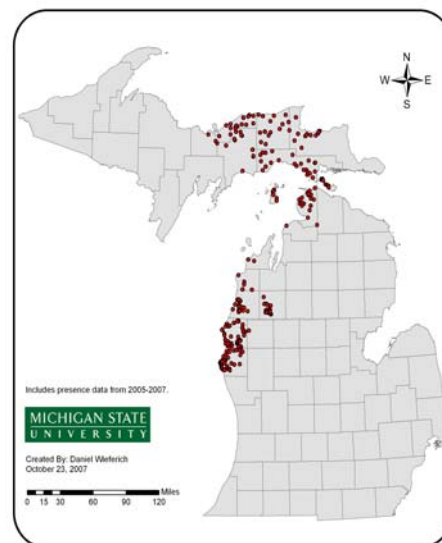 N
W E
S
Includes presence data from 2005-2007.
MICHIGAN STATE
UNIVERSITY
Created By: Daniel Wieferich
October 23, 2007
Miles
0 15 30 60 90 120